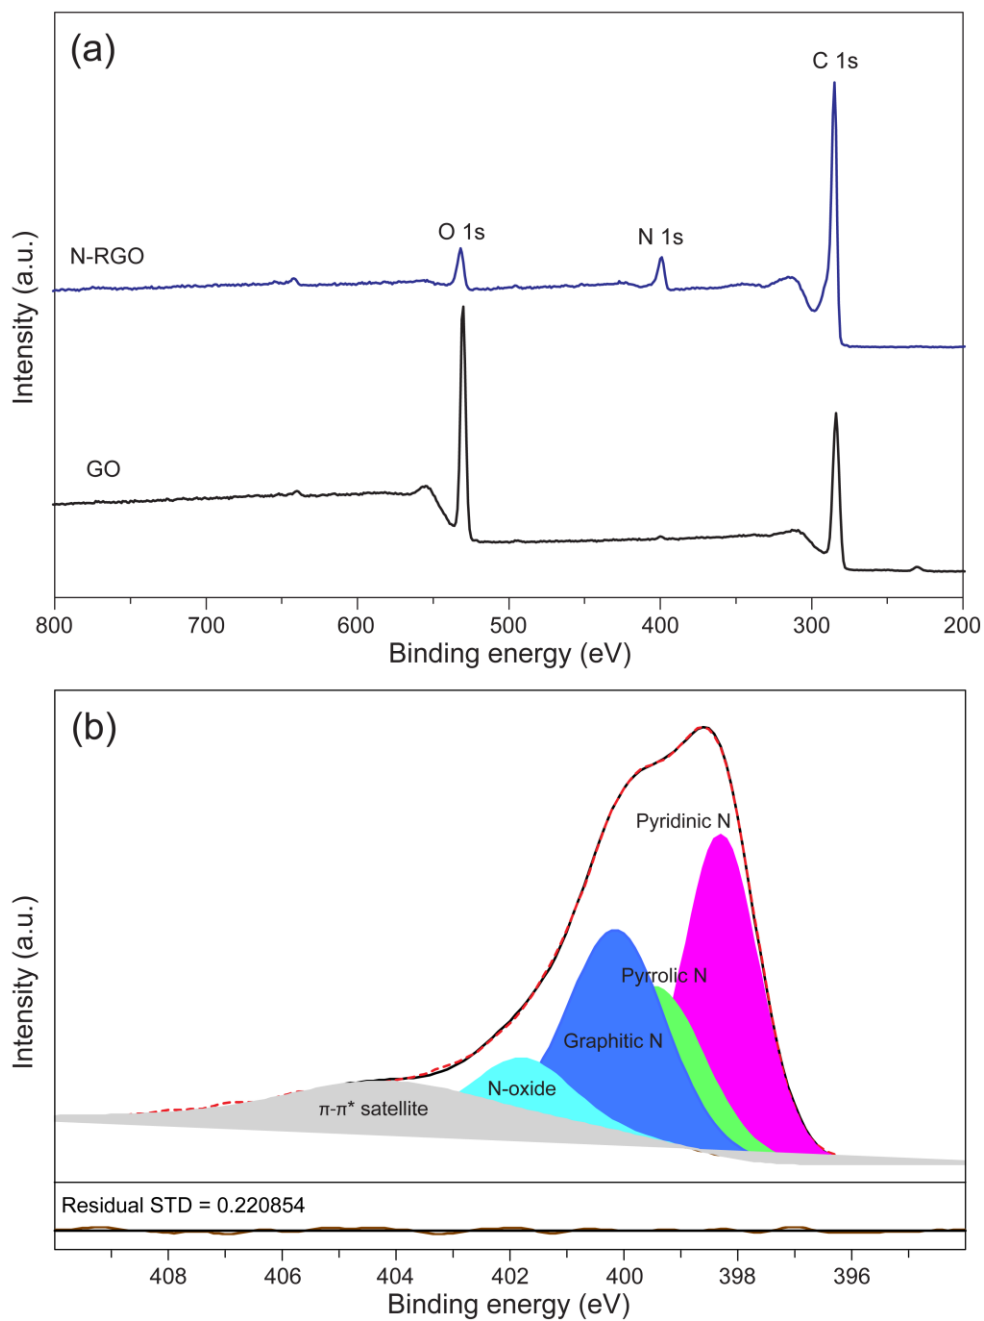 (a)
C 1s
O 1s
N 1s
N-RGO
GO
Intensity (a.u.)
800 700 600 500 400 300 200
Binding energy (eV)
(b)
Pyridinic N
Pyrrolic N
Graphitic N
N-oxide
π-π* satellite
Intensity (a.u.)
Residual STD = 0.220854
408 406 404 402 400 398 396
Binding energy (eV)